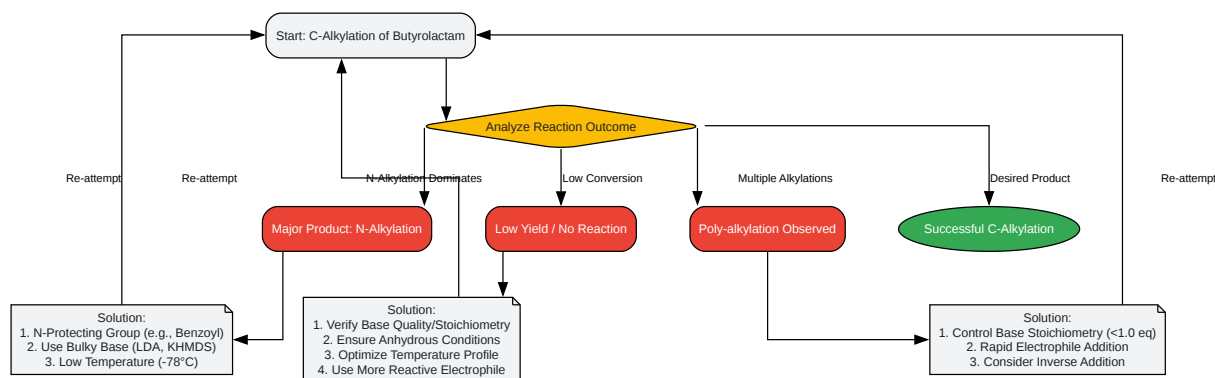 Start: C-Alkylation of Butyrolactam
Analyze Reaction Outcome
Re-attempt
Re-attempt
N-Alkylation Dominates
Low Conversion
Multiple Alkylations
Desired Product
Re-attempt
Major Product: N-Alkylation
Low Yield / No Reaction
Poly-alkylation Observed
Successful C-Alkylation
Solution:
1. N-Protecting Group (e.g., Benzoyl)
2. Use Bulky Base (LDA, KHMDS)
3. Low Temperature (-78°C)
Solution:
1. Verify Base Quality/Stoichiometry
2. Ensure Anhydrous Conditions
3. Optimize Temperature Profile
4. Use More Reactive Electrophile
Solution:
1. Control Base Stoichiometry (<1.0 eq)
2. Rapid Electrophile Addition
3. Consider Inverse Addition